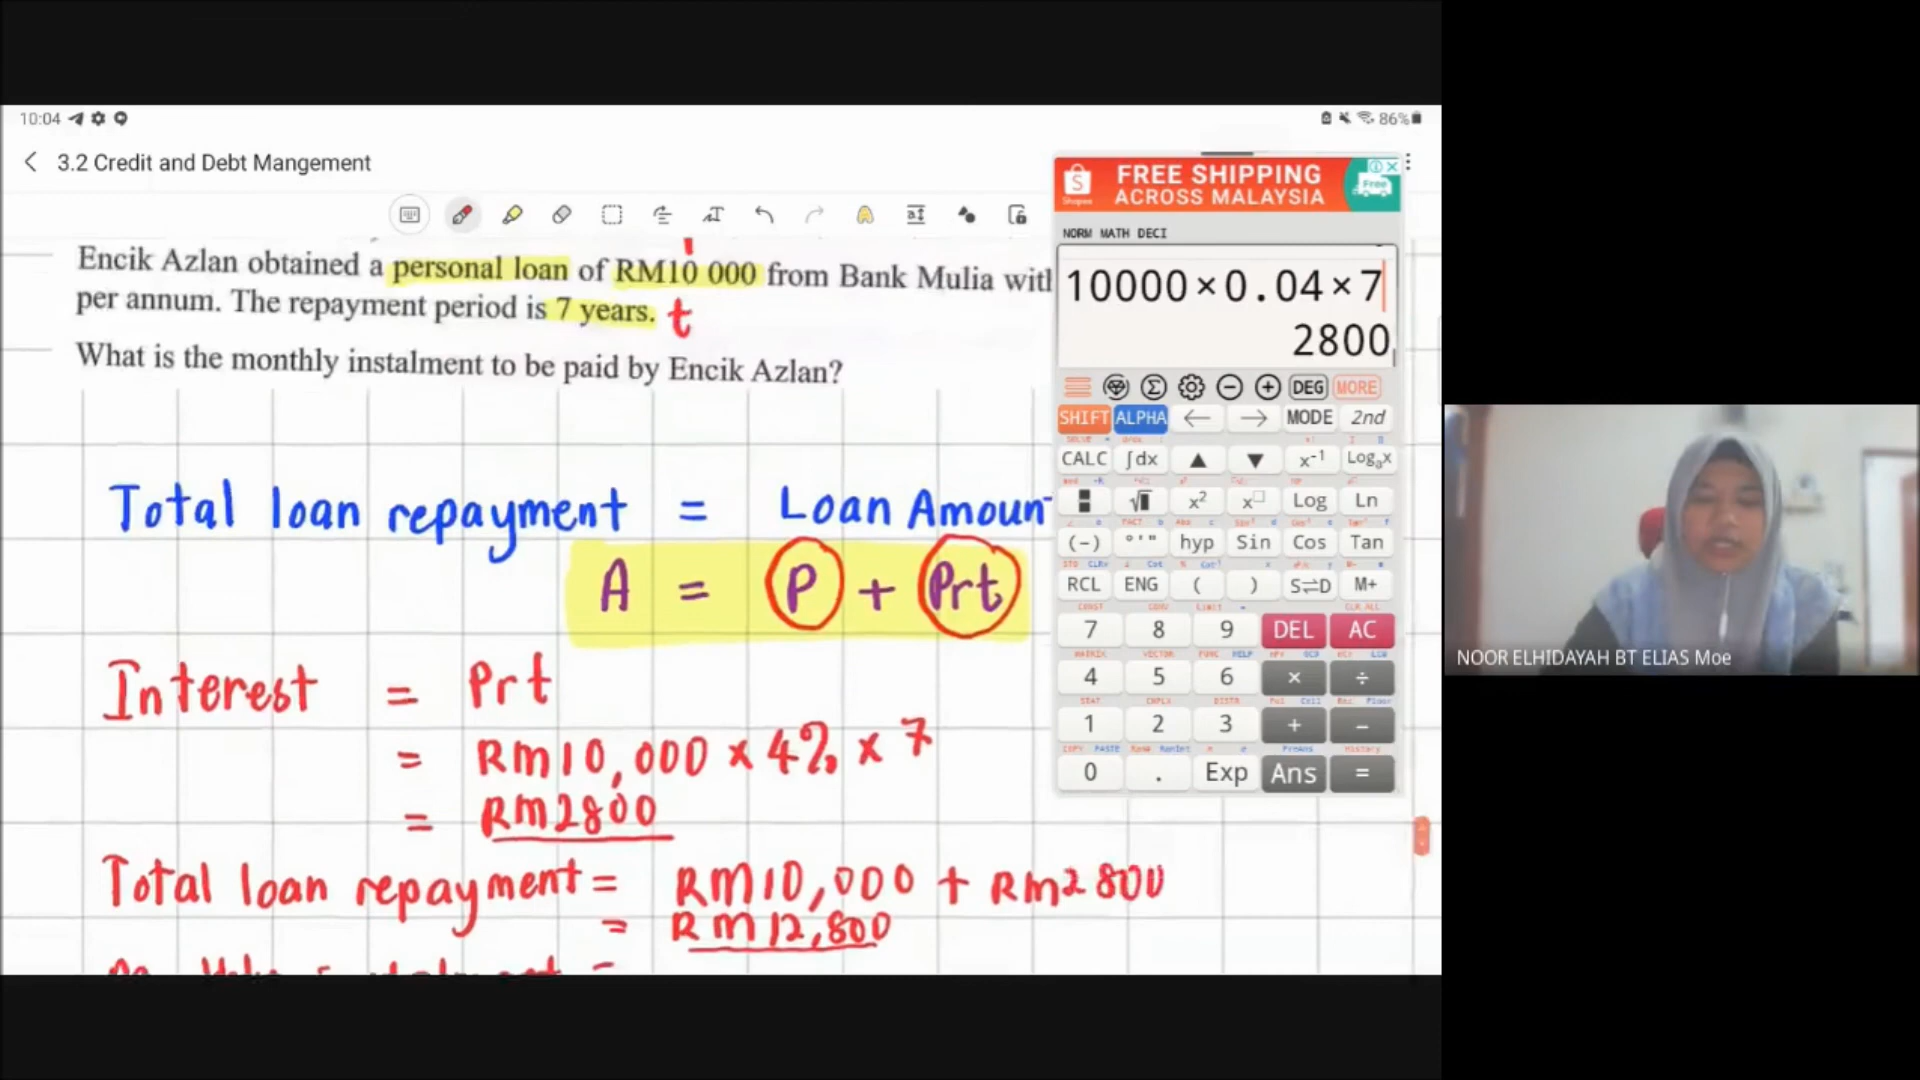 10:04
86%
3.2 Credit and Debt Mangement
Encik Azlan obtained a personal loan of RM10 000 from Bank Mulia with
per annum. The repayment period is 7 years. t
What is the monthly instalment to be paid by Encik Azlan?
Total loan repayment = Loan Amoun
A = P + Prt
Interest = Prt
= RM10,000 × 4% × 7
= RM2800
Total loan repayment = RM10,000 + RM2800
= RM12,800
FREE SHIPPING
ACROSS MALAYSIA
Shopee
Free
NORM MATH DECI
10000×0.04×7
2800
DEG MORE
SHIFT ALPHA ← → MODE 2nd
CALC ∫dx ▲ ▼ x⁻¹ Logₐx
√ x² x Log Ln
(−) °'" hyp Sin Cos Tan
RCL ENG ( ) S⇌D M+
7 8 9 DEL AC
4 5 6 × ÷
1 2 3 + −
0 . Exp Ans =
NOOR ELHIDAYAH BT ELIAS Moe